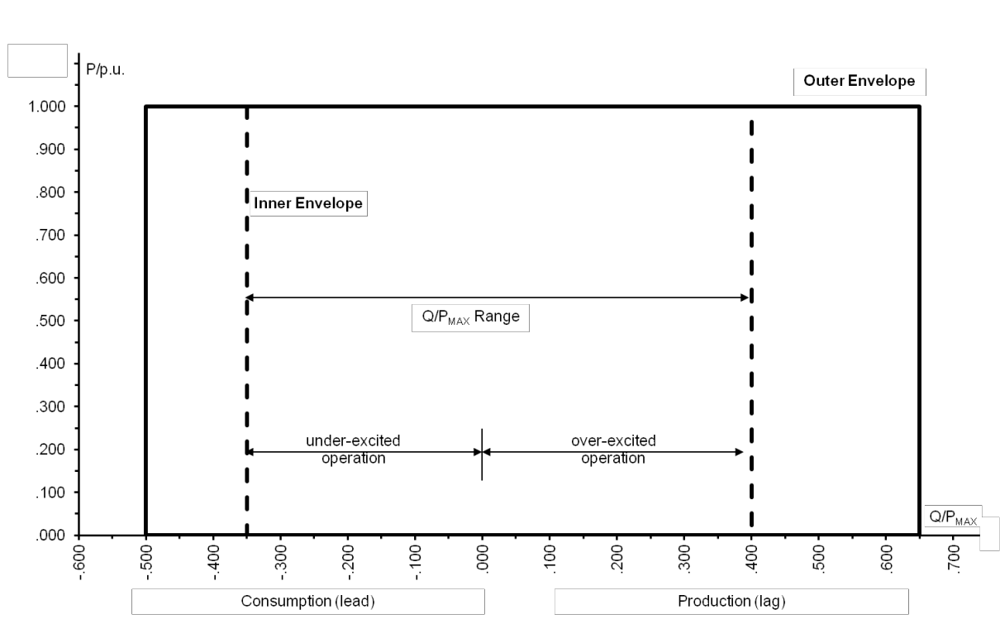 P/p.u.
Outer Envelope
1.000
.900
.800
Inner Envelope
.700
.600
.500
Q/PMAX Range
.400
.300
under-excited
operation
over-excited
operation
.200
.100
.000
Q/PMAX
-.600
-.500
-.400
-.300
-.200
-.100
.000
.100
.200
.300
.400
.500
.600
.700
Consumption (lead)
Production (lag)